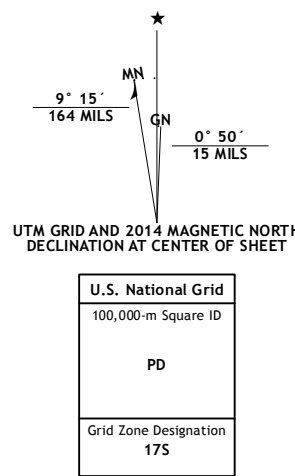 ★
MN
9° 15´
164 MILS
GN
0° 50´
15 MILS
UTM GRID AND 2014 MAGNETIC NORTH
DECLINATION AT CENTER OF SHEET
U.S. National Grid
100,000-m Square ID
PD
Grid Zone Designation
17S